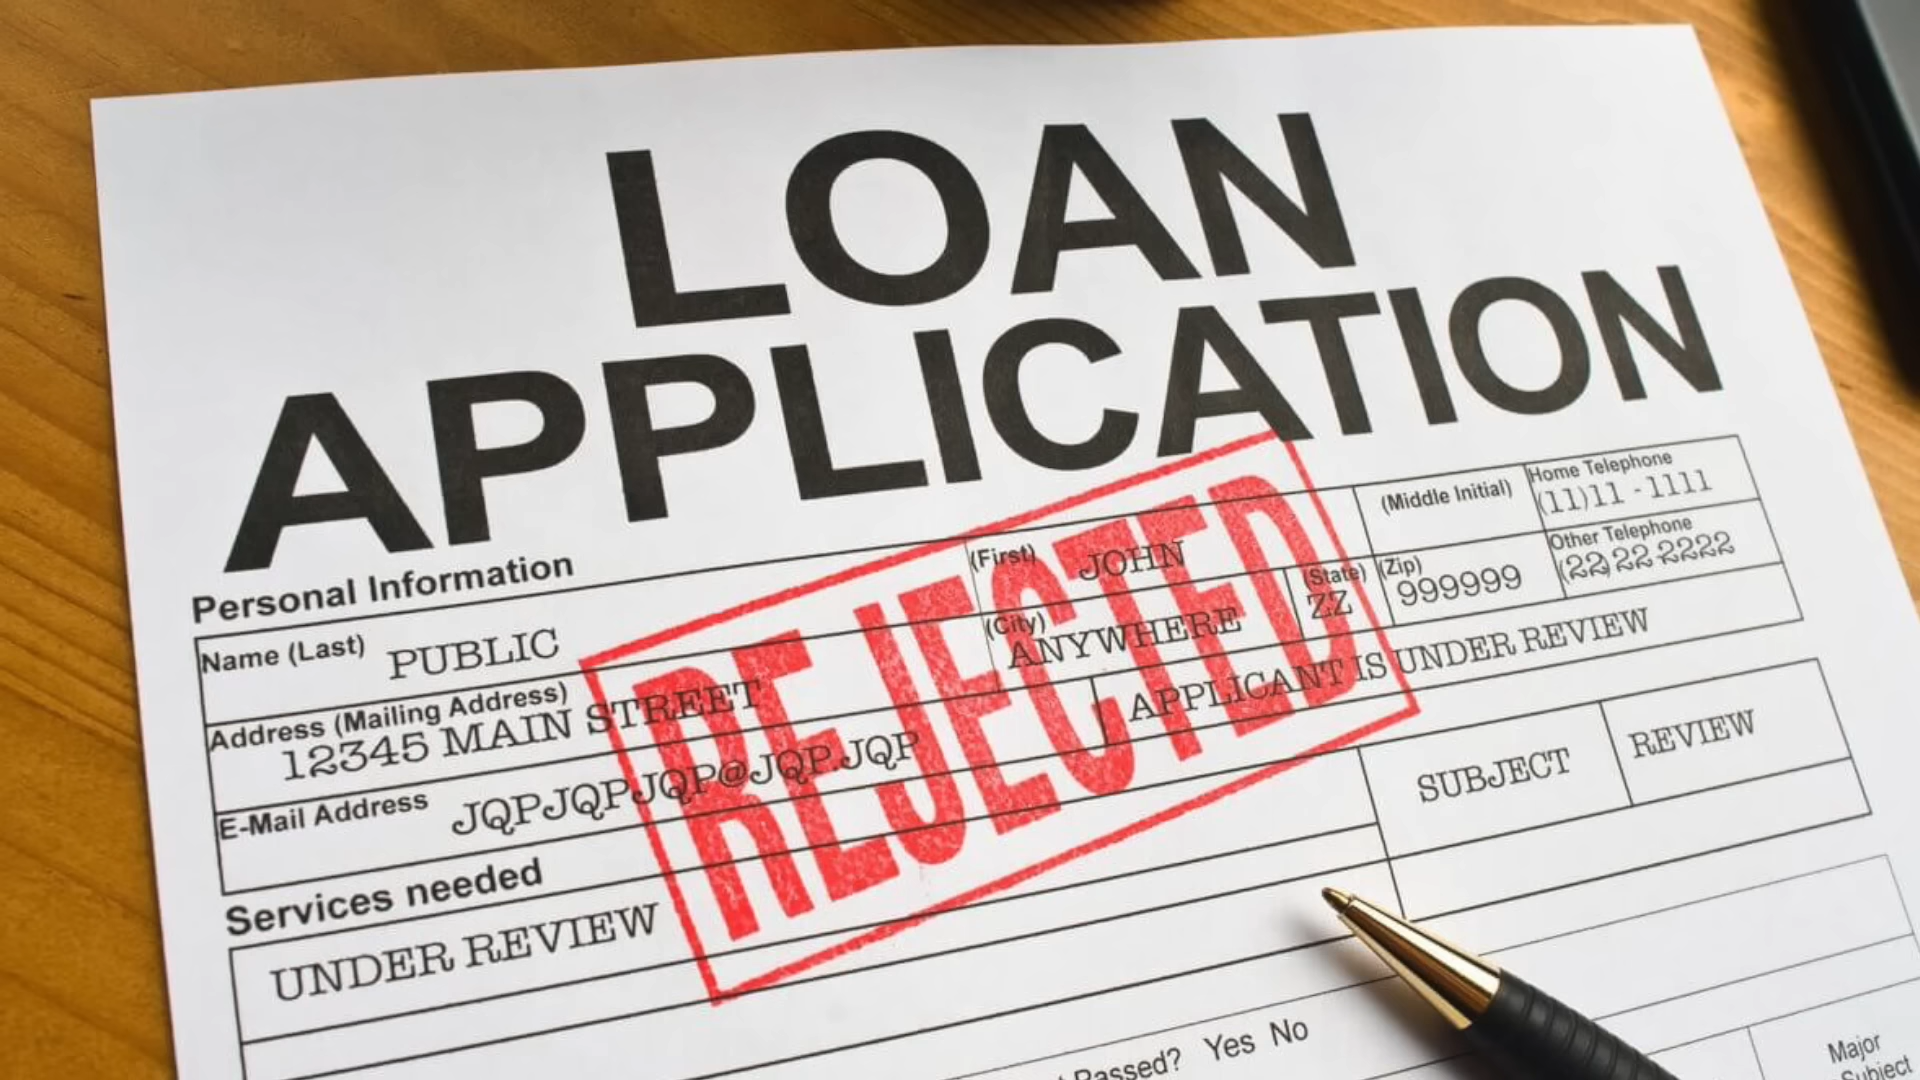 LOAN
APPLICATION
Personal Information
Name (Last) PUBLIC (First) JOHN (Middle Initial) Home Telephone (11)11 - 1111
Address (Mailing Address) 12345 MAIN STREET (City) ANYWHERE (State) ZZ (Zip) 999999 Other Telephone (22) 22 2222
E-Mail Address JQPJQPJQP@JQP.JQP APPLICANT IS UNDER REVIEW
REJECTED
Services needed
SUBJECT REVIEW
UNDER REVIEW
Passed? Yes No
Major
Subject